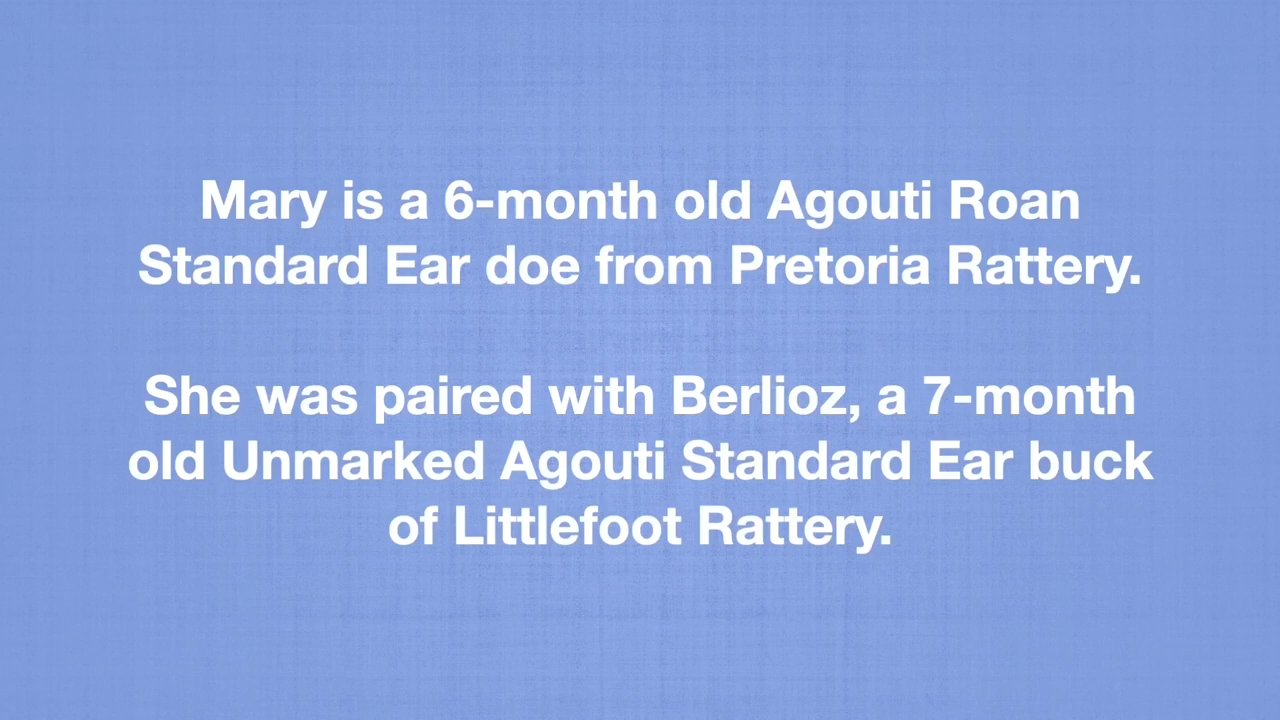 Mary is a 6-month old Agouti Roan
Standard Ear doe from Pretoria Rattery.
She was paired with Berlioz, a 7-month
old Unmarked Agouti Standard Ear buck
of Littlefoot Rattery.